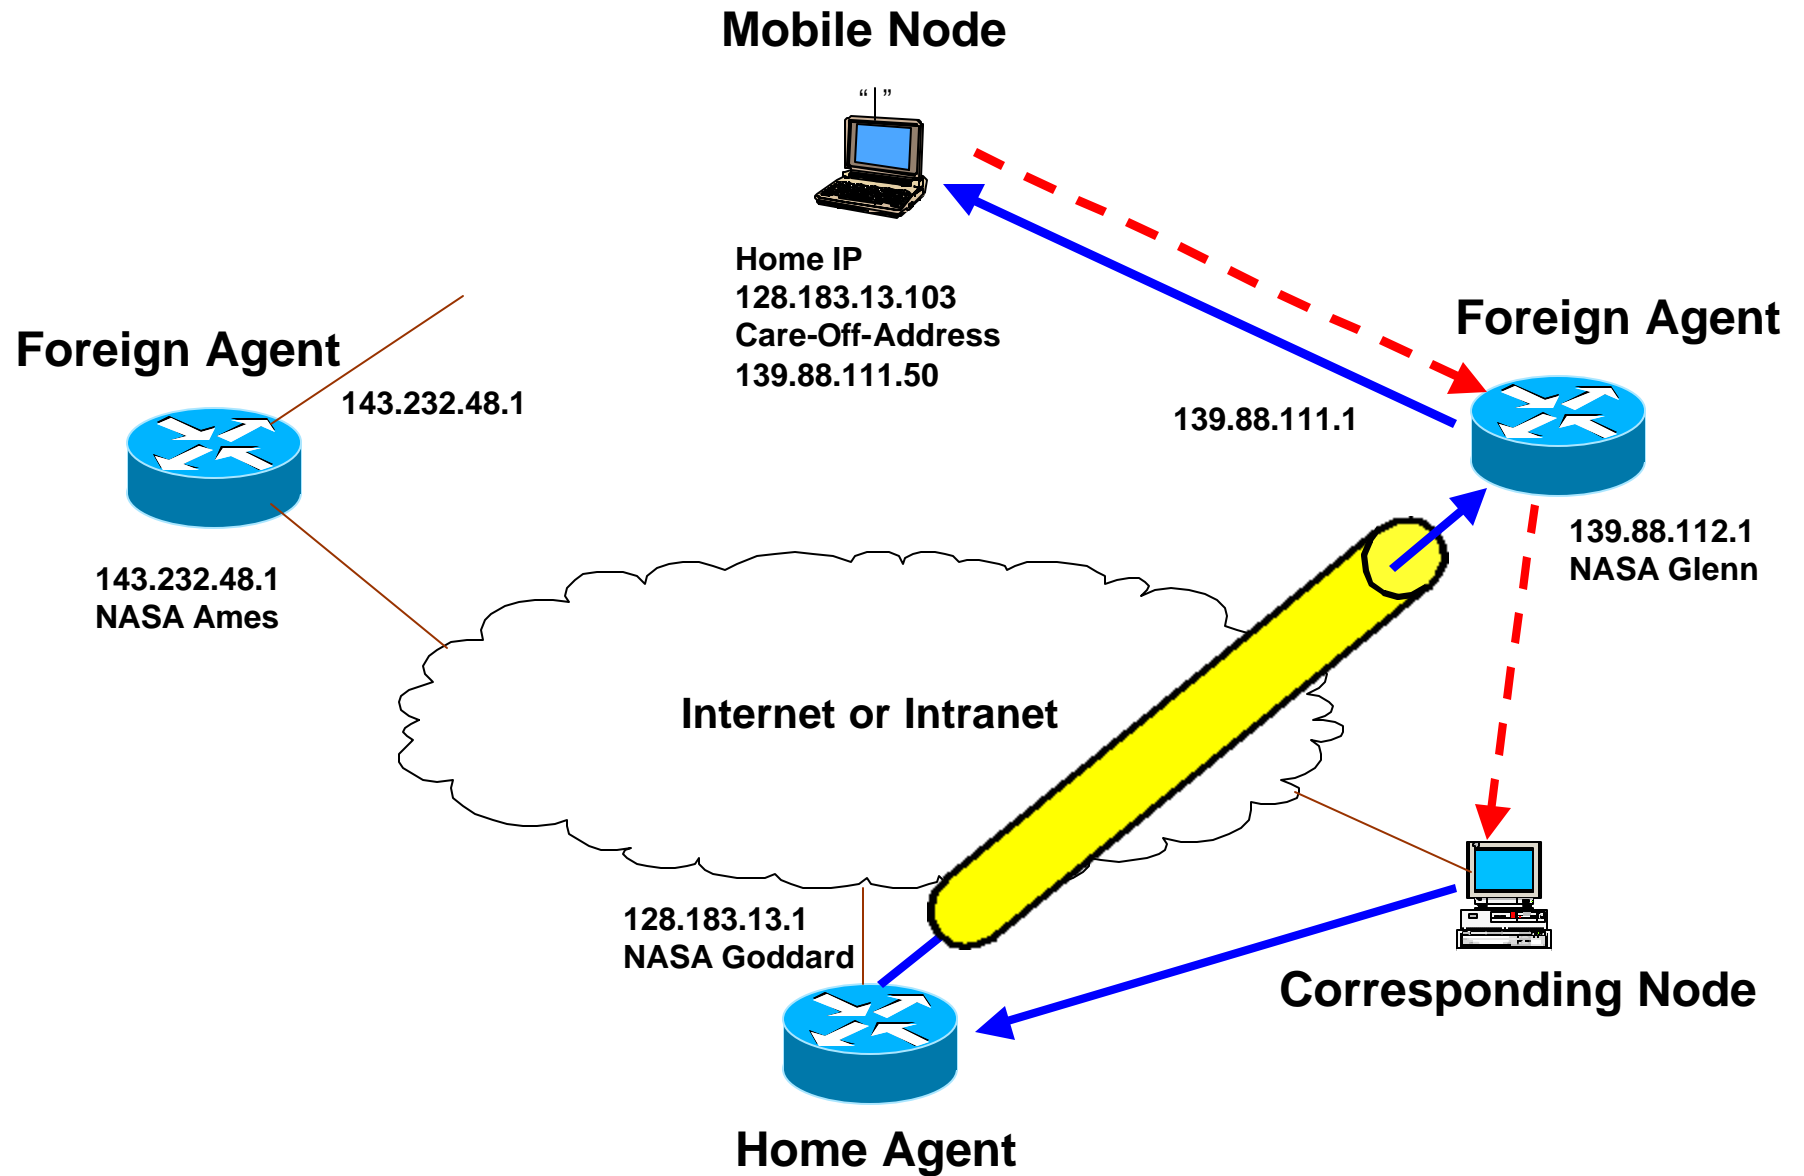 Mobile Node
“ ”
Home IP
128.183.13.103
Care-Off-Address
139.88.111.50
Foreign Agent
143.232.48.1
143.232.48.1
NASA Ames
Foreign Agent
139.88.111.1
139.88.112.1
NASA Glenn
Internet or Intranet
128.183.13.1
NASA Goddard
Corresponding Node
Home Agent